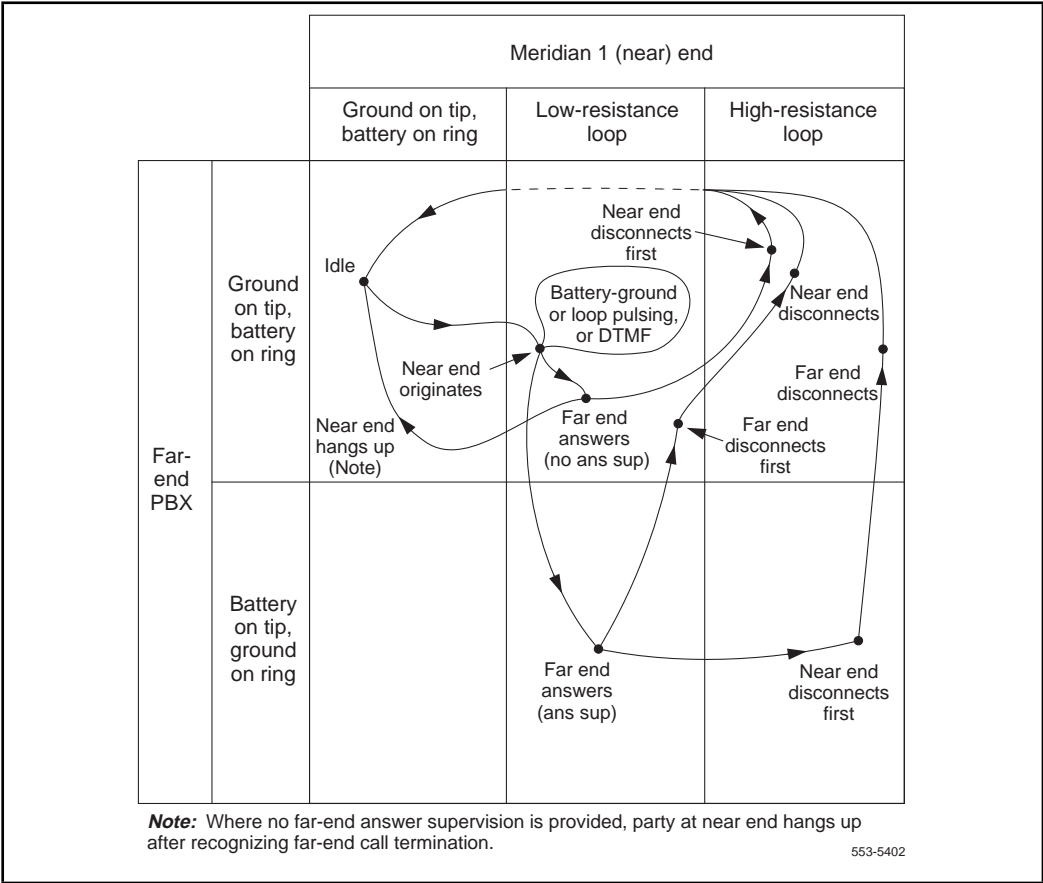 Meridian 1 (near) end
Ground on tip,
battery on ring
Low-resistance
loop
High-resistance
loop
Far-
end
PBX
Ground
on tip,
battery
on ring
Idle
Near end
originates
Near end
hangs up
(Note)
Battery-ground
or loop pulsing,
or DTMF
Far end
answers
(no ans sup)
Near end
disconnects
first
Near end
disconnects
Far end
disconnects
Far end
disconnects
first
Battery
on tip,
ground
on ring
Far end
answers
(ans sup)
Near end
disconnects
first
Note: Where no far-end answer supervision is provided, party at near end hangs up
after recognizing far-end call termination.
553-5402